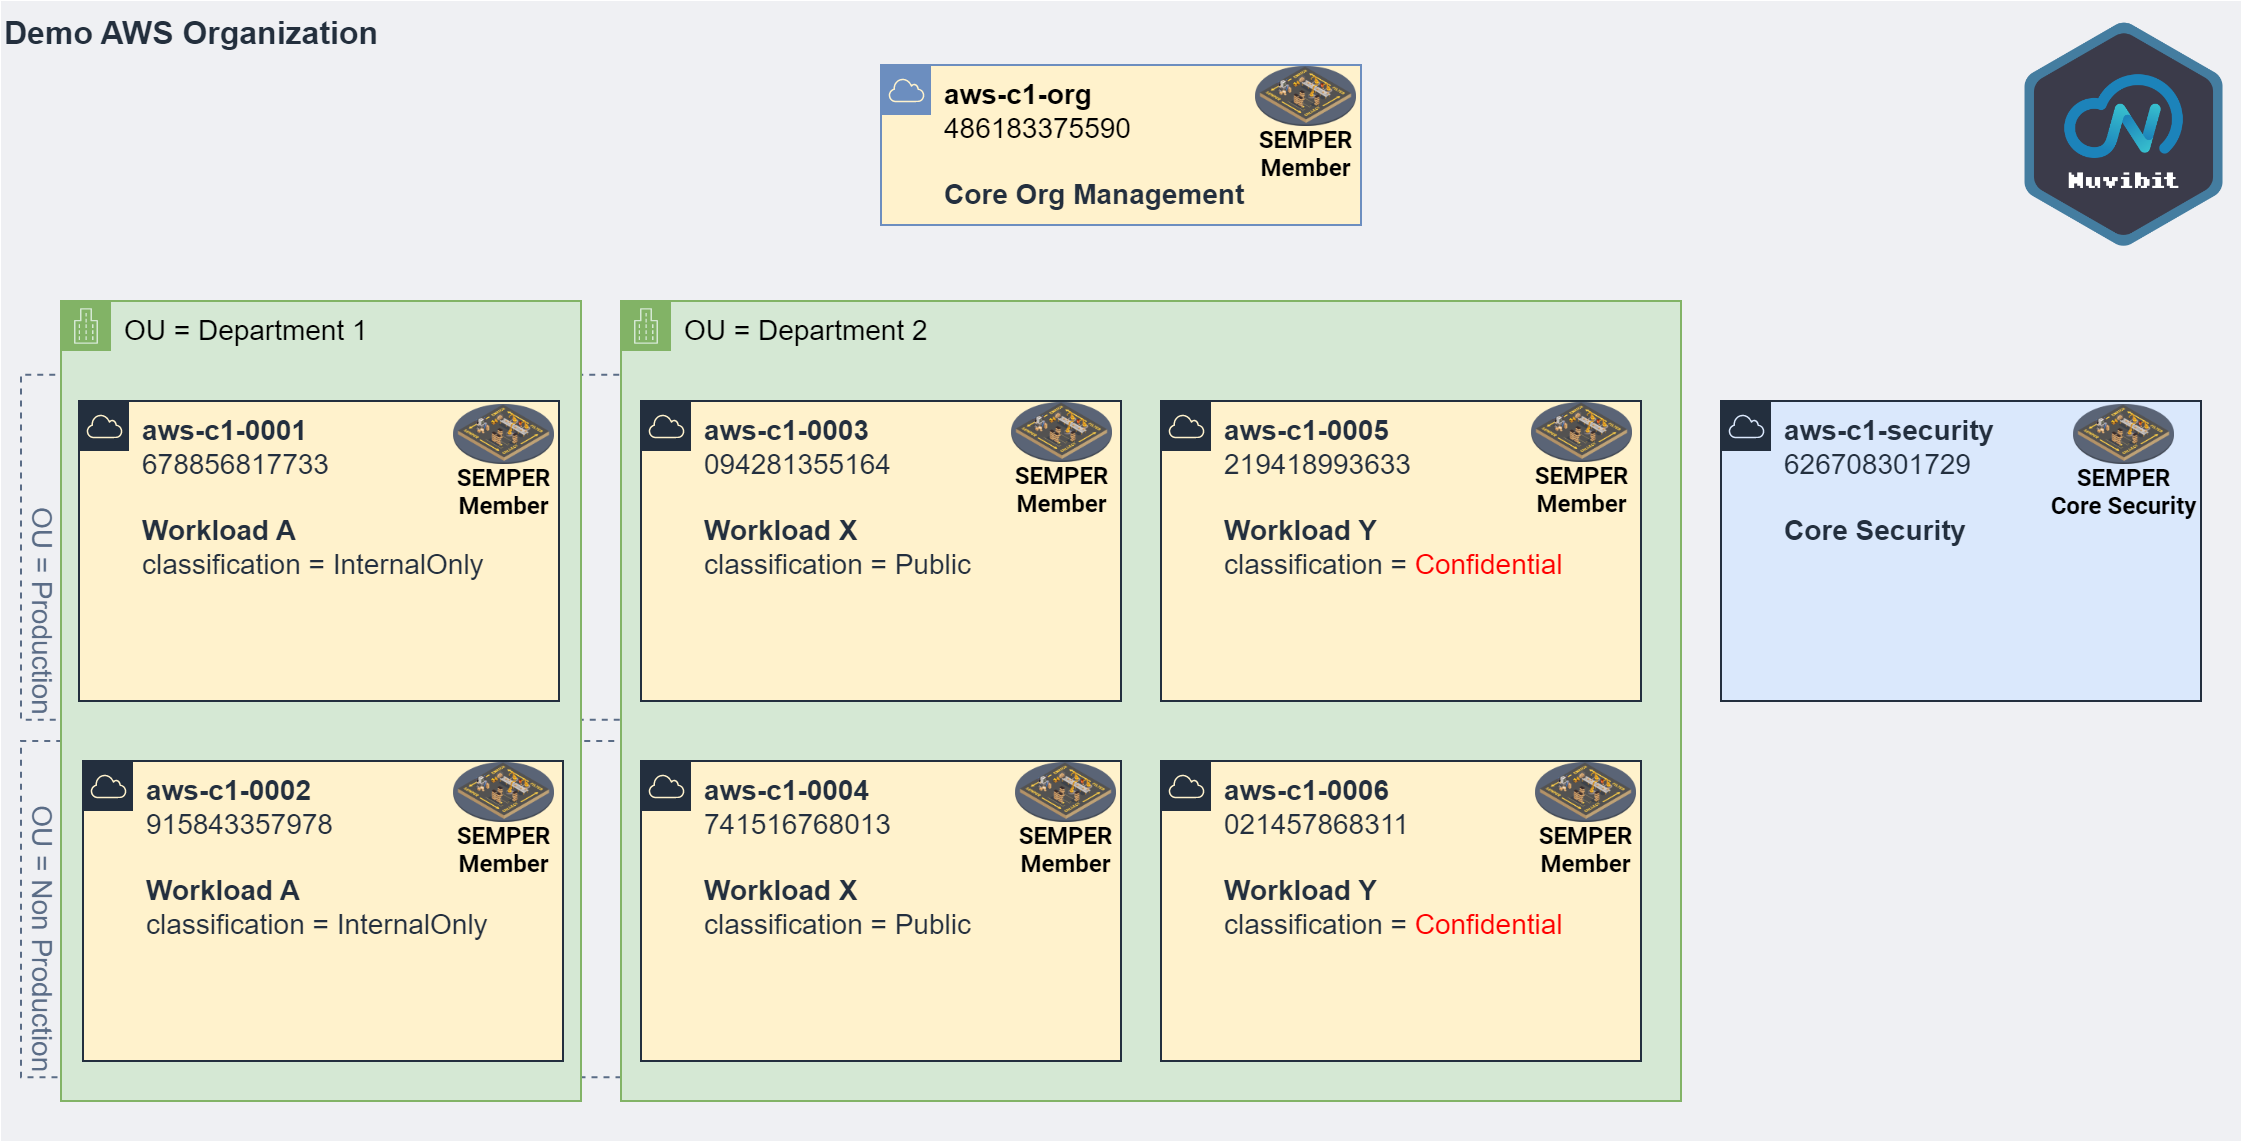 Demo AWS Organization
aws-c1-org
486183375590
Core Org Management
SEMPER
Member
Nuvibit
OU = Department 1
OU = Department 2
OU = Production
aws-c1-0001
678856817733
SEMPER
Member
Workload A
classification = InternalOnly
aws-c1-0003
094281355164
SEMPER
Member
Workload X
classification = Public
aws-c1-0005
219418993633
SEMPER
Member
Workload Y
classification = Confidential
aws-c1-security
626708301729
SEMPER
Core Security
Core Security
OU = Non Production
aws-c1-0002
915843357978
SEMPER
Member
Workload A
classification = InternalOnly
aws-c1-0004
741516768013
SEMPER
Member
Workload X
classification = Public
aws-c1-0006
021457868311
SEMPER
Member
Workload Y
classification = Confidential